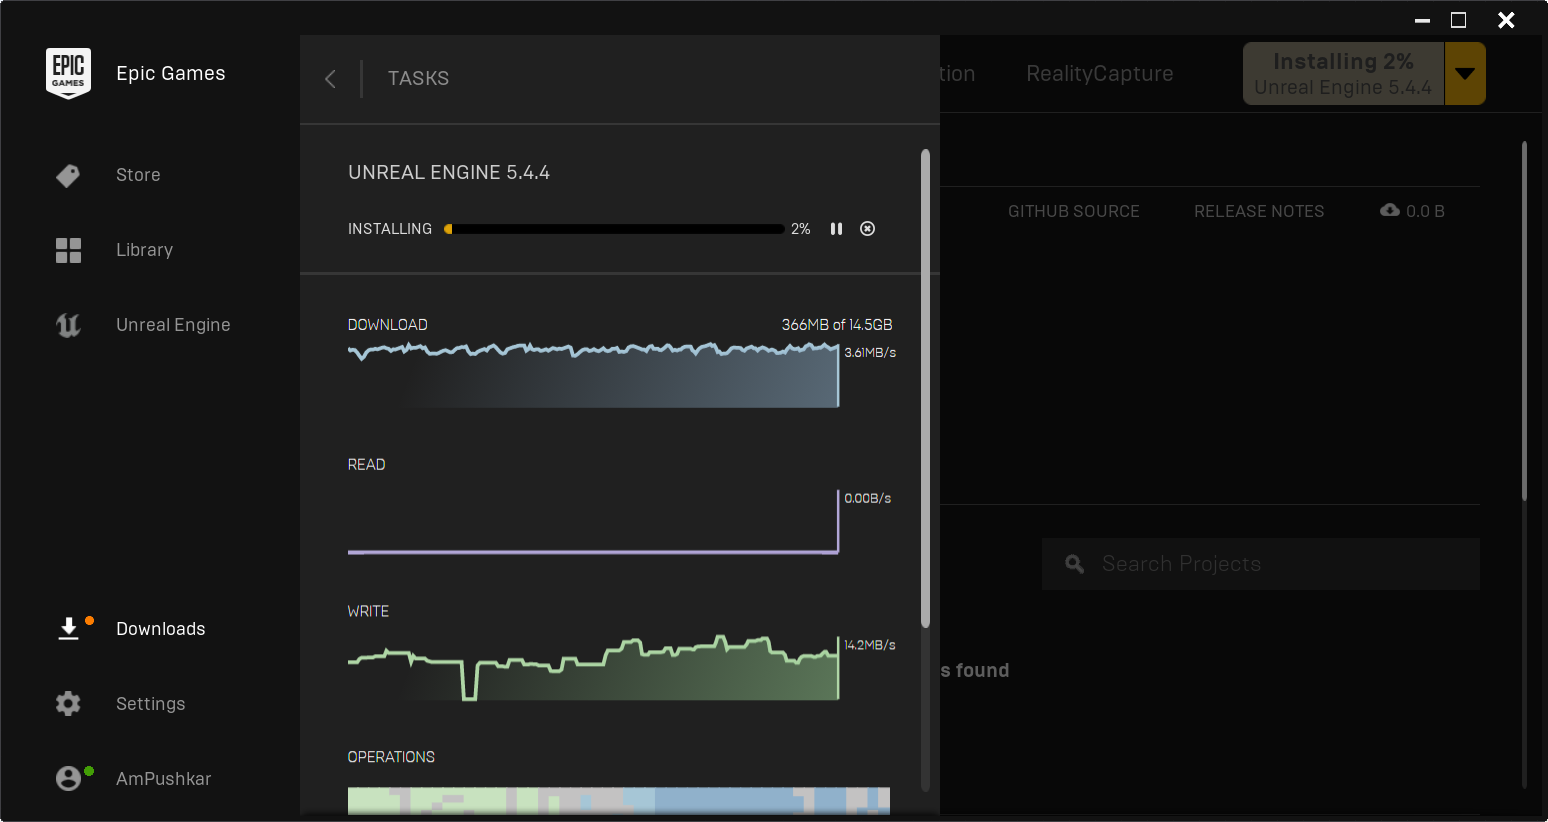 EPIC
GAMES
Epic Games
Store
Library
Unreal Engine
Downloads
Settings
AmPushkar
TASKS
UNREAL ENGINE 5.4.4
INSTALLING 2%
DOWNLOAD 366MB of 14.5GB
3.61MB/s
READ
0.00B/s
WRITE
14.2MB/s
OPERATIONS
tion RealityCapture
Installing 2%
Unreal Engine 5.4.4
GITHUB SOURCE RELEASE NOTES 0.0 B
Search Projects
s found